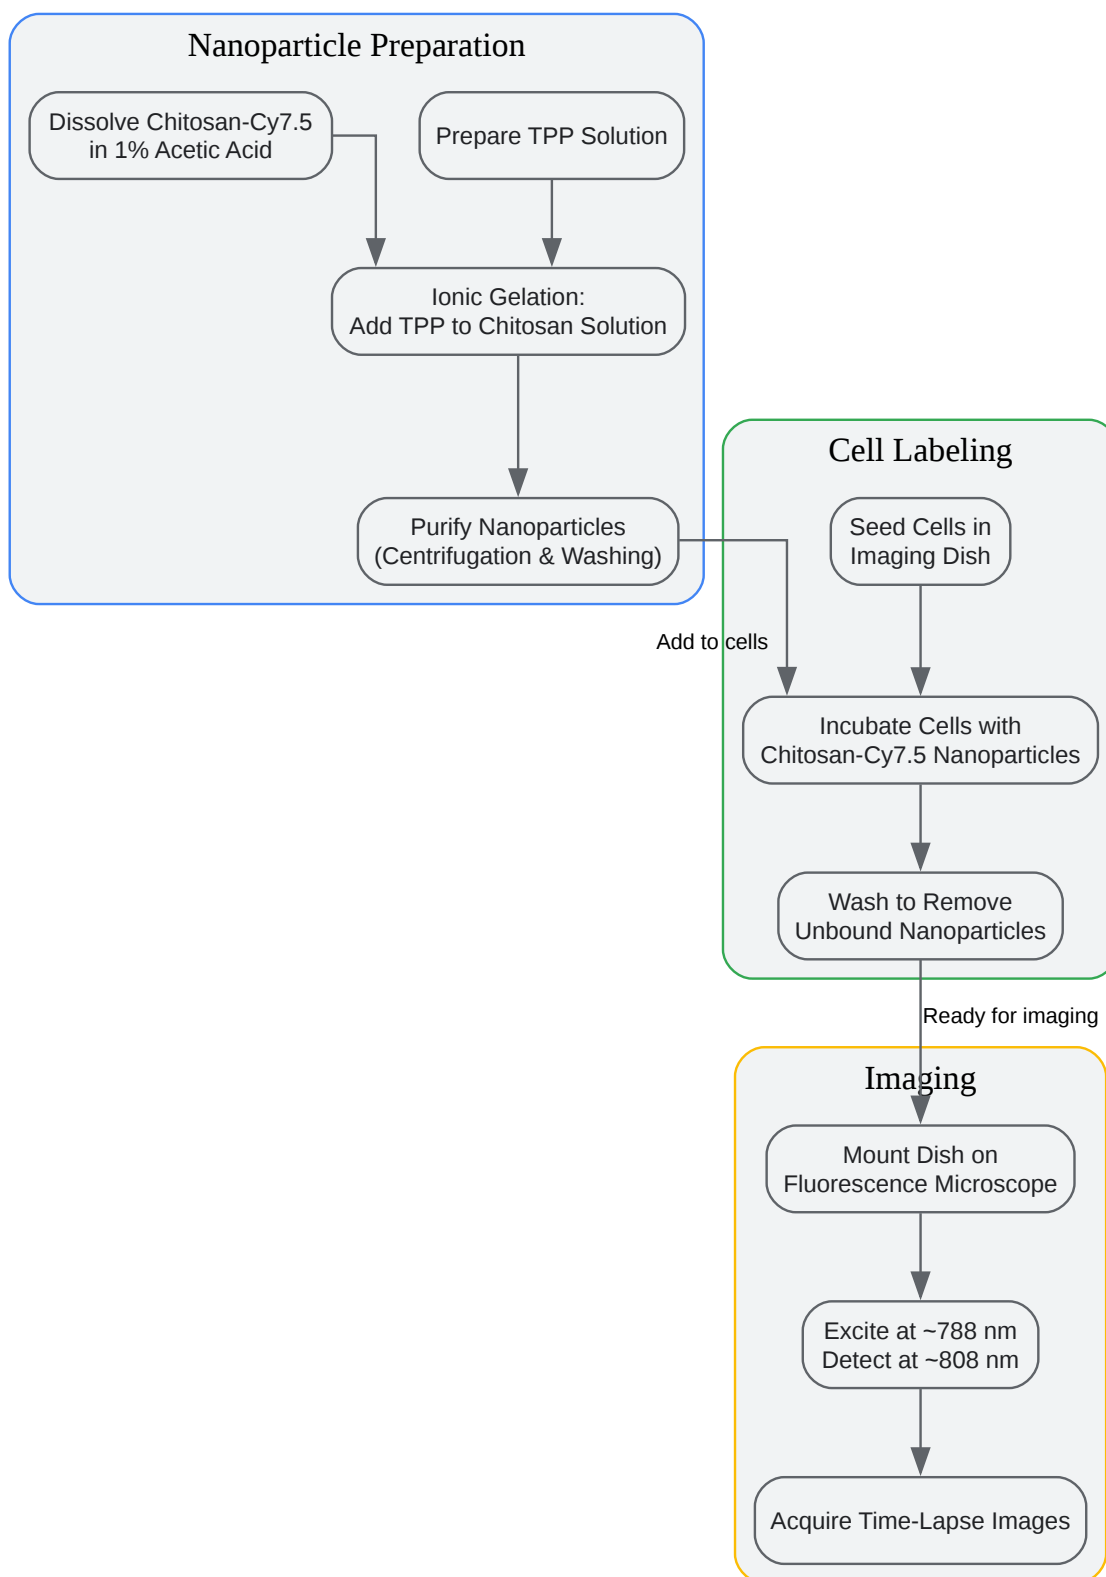 Nanoparticle Preparation
Dissolve Chitosan-Cy7.5
in 1% Acetic Acid
Prepare TPP Solution
Ionic Gelation:
Add TPP to Chitosan Solution
Purify Nanoparticles
(Centrifugation & Washing)
Add to cells
Cell Labeling
Seed Cells in
Imaging Dish
Incubate Cells with
Chitosan-Cy7.5 Nanoparticles
Wash to Remove
Unbound Nanoparticles
Ready for imaging
Imaging
Mount Dish on
Fluorescence Microscope
Excite at ~788 nm
Detect at ~808 nm
Acquire Time-Lapse Images